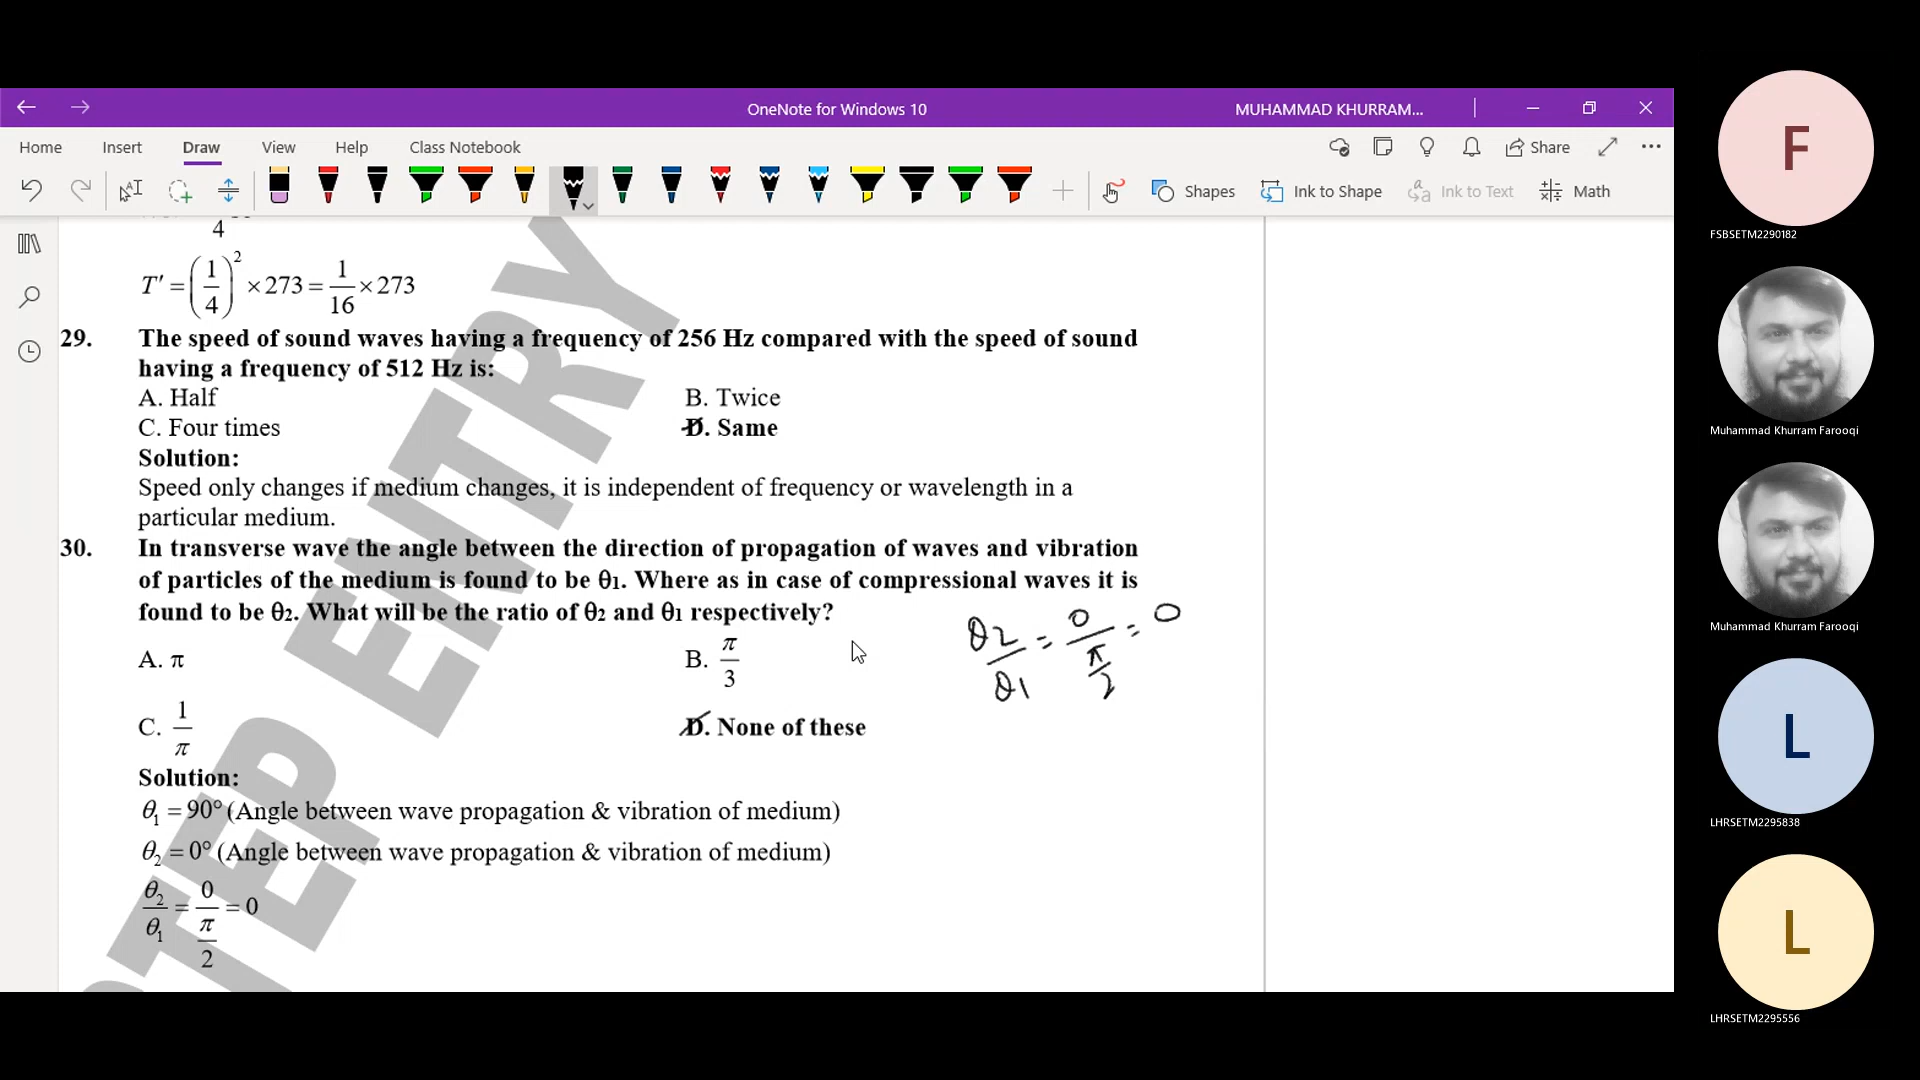 OneNote for Windows 10
MUHAMMAD KHURRAM...
Home Insert Draw View Help Class Notebook
Share
Shapes Ink to Shape Ink to Text Math
4
T′ = (1/4)² × 273 = 1/16 × 273
29. The speed of sound waves having a frequency of 256 Hz compared with the speed of sound
having a frequency of 512 Hz is:
A. Half B. Twice
C. Four times D. Same
Solution:
Speed only changes if medium changes, it is independent of frequency or wavelength in a
particular medium.
30. In transverse wave the angle between the direction of propagation of waves and vibration
of particles of the medium is found to be θ₁. Where as in case of compressional waves it is
found to be θ₂. What will be the ratio of θ₂ and θ₁ respectively?
θ2/θ1 = 0/(π/2) = 0
A. π B. π/3
C. 1/π D. None of these
Solution:
θ₁ = 90° (Angle between wave propagation & vibration of medium)
θ₂ = 0° (Angle between wave propagation & vibration of medium)
θ₂/θ₁ = 0/(π/2) = 0
TEP ENTRY
F
FSBSETM2290182
Muhammad Khurram Farooqi
Muhammad Khurram Farooqi
L
LHRSETM2295838
L
LHRSETM2295556